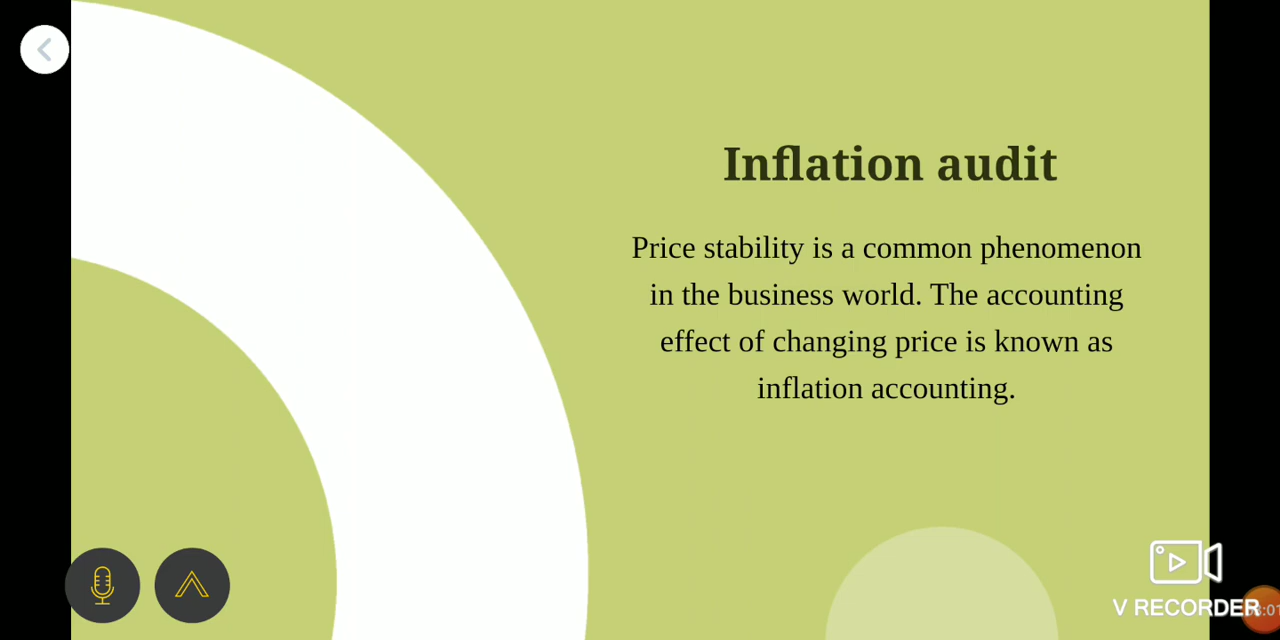 Inflation audit
Price stability is a common phenomenon
in the business world. The accounting
effect of changing price is known as
inflation accounting.
V RECORDER